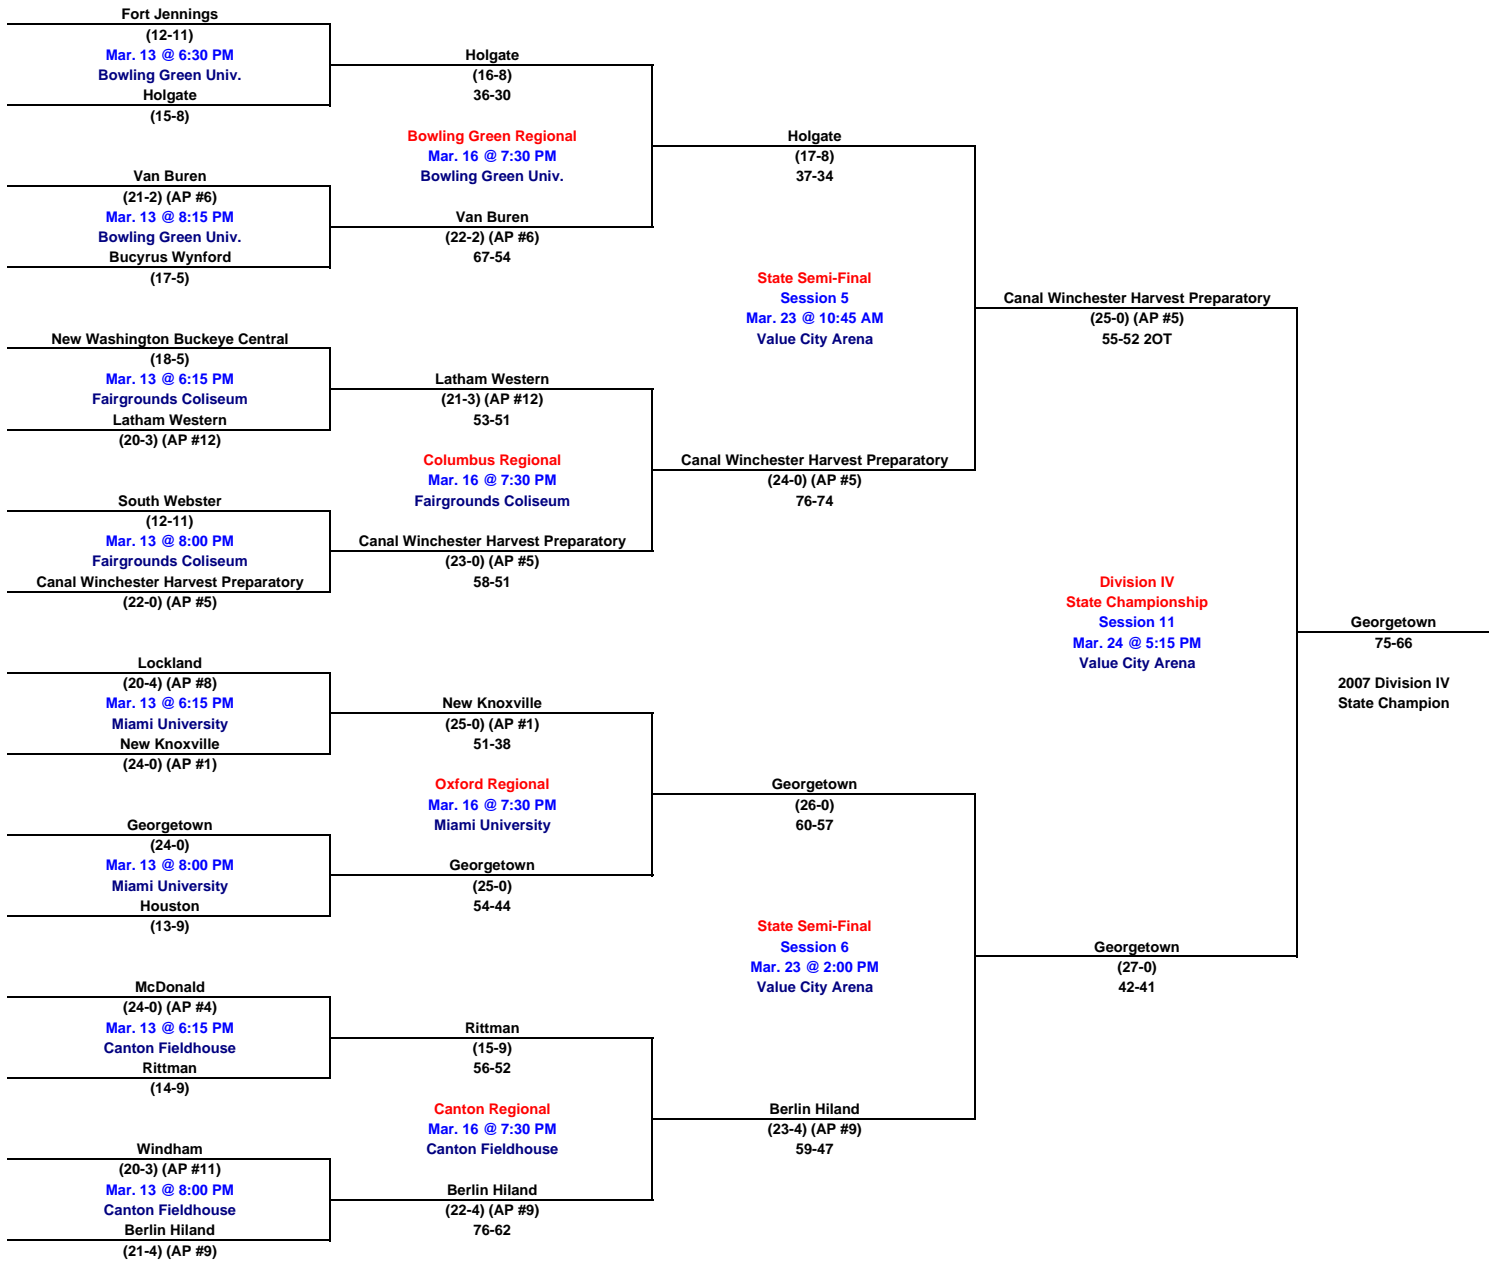 Fort Jennings
(12-11)
Mar. 13 @ 6:30 PM
Bowling Green Univ.
Holgate
(15-8)
Van Buren
(21-2) (AP #6)
Mar. 13 @ 8:15 PM
Bowling Green Univ.
Bucyrus Wynford
(17-5)
New Washington Buckeye Central
(18-5)
Mar. 13 @ 6:15 PM
Fairgrounds Coliseum
Latham Western
(20-3) (AP #12)
South Webster
(12-11)
Mar. 13 @ 8:00 PM
Fairgrounds Coliseum
Canal Winchester Harvest Preparatory
(22-0) (AP #5)
Lockland
(20-4) (AP #8)
Mar. 13 @ 6:15 PM
Miami University
New Knoxville
(24-0) (AP #1)
Georgetown
(24-0)
Mar. 13 @ 8:00 PM
Miami University
Houston
(13-9)
McDonald
(24-0) (AP #4)
Mar. 13 @ 6:15 PM
Canton Fieldhouse
Rittman
(14-9)
Windham
(20-3) (AP #11)
Mar. 13 @ 8:00 PM
Canton Fieldhouse
Berlin Hiland
(21-4) (AP #9)
Holgate
(16-8)
36-30
Bowling Green Regional
Mar. 16 @ 7:30 PM
Bowling Green Univ.
Van Buren
(22-2) (AP #6)
67-54
Latham Western
(21-3) (AP #12)
53-51
Columbus Regional
Mar. 16 @ 7:30 PM
Fairgrounds Coliseum
Canal Winchester Harvest Preparatory
(23-0) (AP #5)
58-51
New Knoxville
(25-0) (AP #1)
51-38
Oxford Regional
Mar. 16 @ 7:30 PM
Miami University
Georgetown
(25-0)
54-44
Rittman
(15-9)
56-52
Canton Regional
Mar. 16 @ 7:30 PM
Canton Fieldhouse
Berlin Hiland
(22-4) (AP #9)
76-62
Holgate
(17-8)
37-34
State Semi-Final
Session 5
Mar. 23 @ 10:45 AM
Value City Arena
Canal Winchester Harvest Preparatory
(24-0) (AP #5)
76-74
Georgetown
(26-0)
60-57
State Semi-Final
Session 6
Mar. 23 @ 2:00 PM
Value City Arena
Berlin Hiland
(23-4) (AP #9)
59-47
Canal Winchester Harvest Preparatory
(25-0) (AP #5)
55-52 2OT
Division IV
State Championship
Session 11
Mar. 24 @ 5:15 PM
Value City Arena
Georgetown
(27-0)
42-41
Georgetown
75-66
2007 Division IV
State Champion